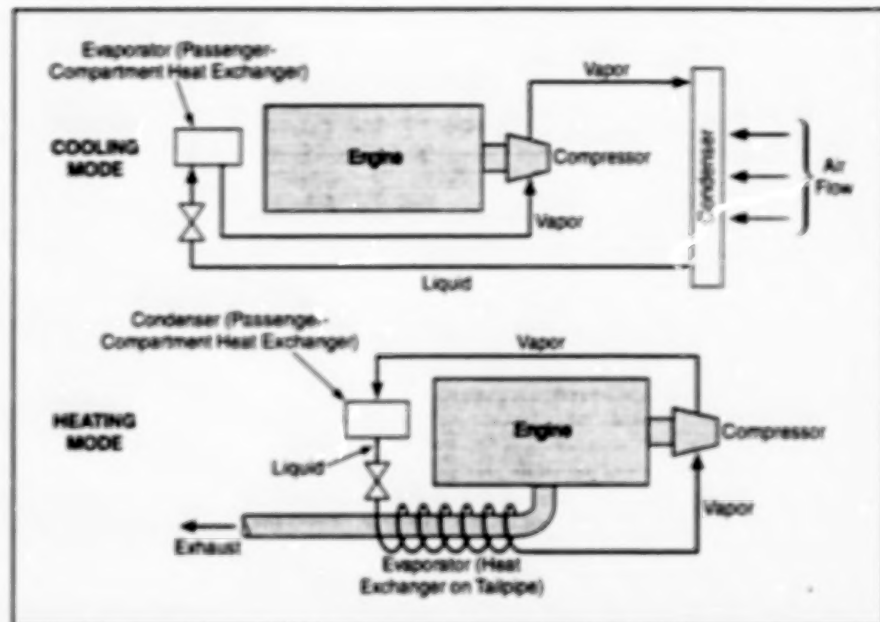 Evaporator (Passenger-
Compartment Heat Exchanger)
Vapor
COOLING
MODE
Engine
Compressor
Condenser
Air
Flow
Vapor
Liquid
Condenser (Passenger-
Compartment Heat Exchanger)
Vapor
HEATING
MODE
Engine
Compressor
Liquid
Vapor
Exhaust
Evaporator (Heat
Exchanger on Tailpipe)